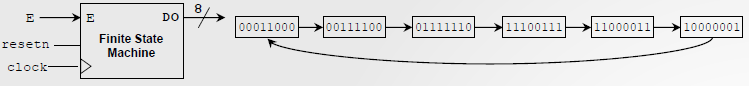 E E DO 8
resetn Finite State
clock Machine
00011000 00111100 01111110 11100111 11000011 10000001